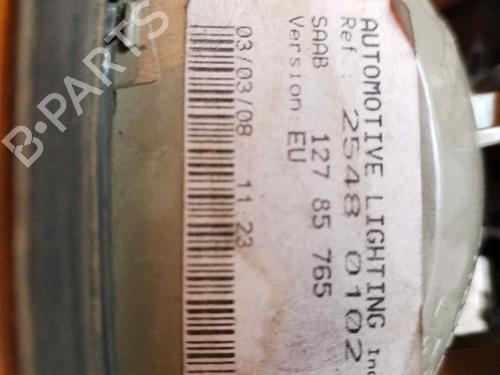 AUTOMOTIVE LIGHTING
Ref : 2548 0102
SAAB 127 85 765
Version: EU
03/03/08 11:23
B-PARTS